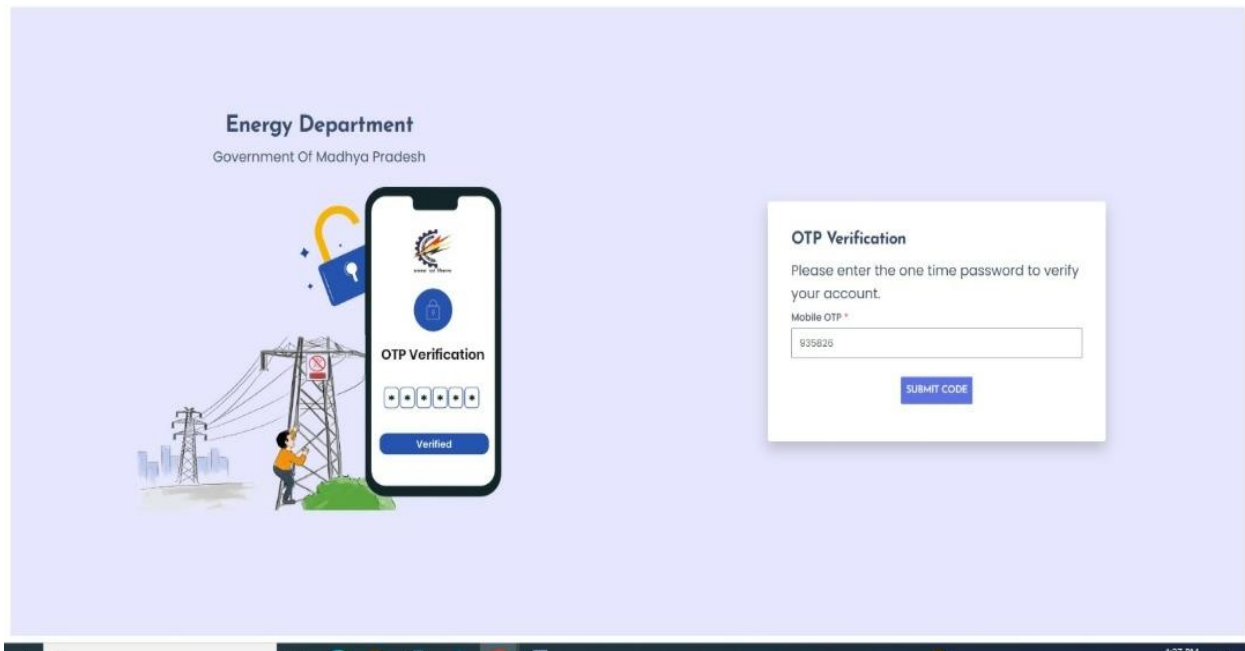 Energy Department
Government Of Madhya Pradesh
OTP Verification
* * * * * *
Verified
OTP Verification
Please enter the one time password to verify
your account.
Mobile OTP *
935826
SUBMIT CODE